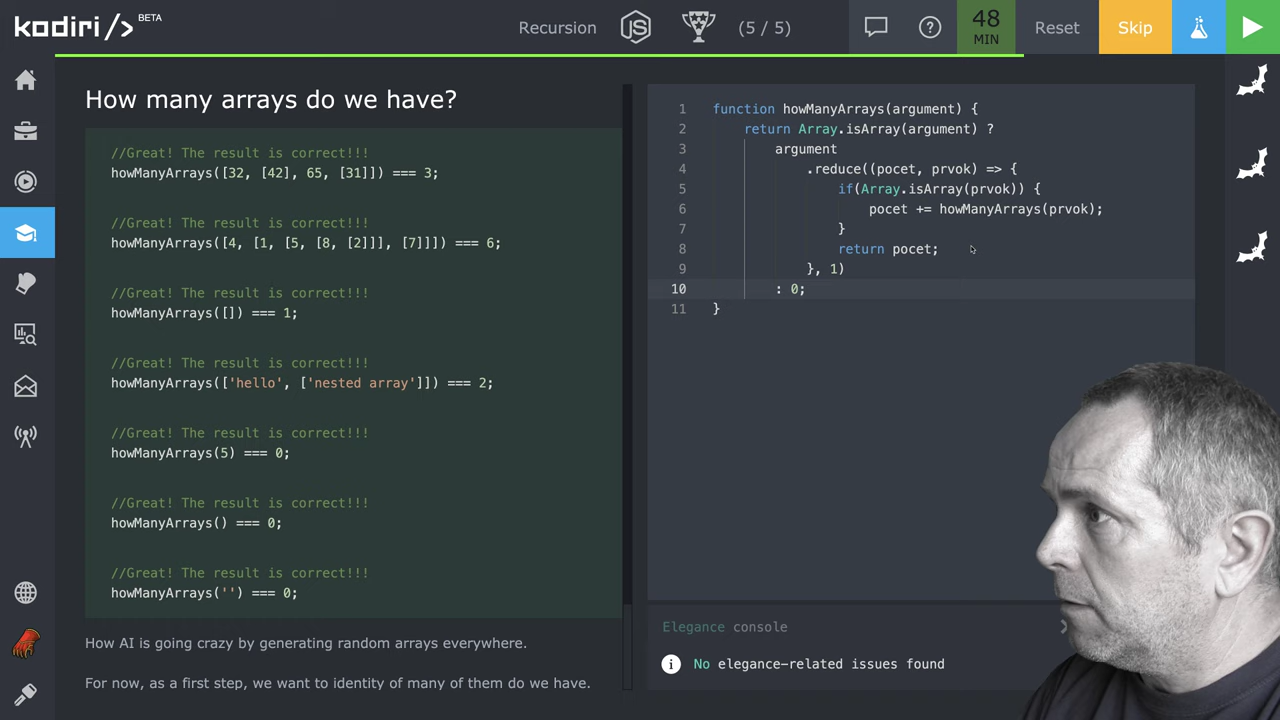 kodiri/> BETA
Recursion
JS
(5 / 5)
48
MIN
Reset
Skip
How many arrays do we have?
//Great! The result is correct!!!
howManyArrays([32, [42], 65, [31]]) === 3;
//Great! The result is correct!!!
howManyArrays([4, [1, [5, [8, [2]]], [7]]]) === 6;
//Great! The result is correct!!!
howManyArrays([]) === 1;
//Great! The result is correct!!!
howManyArrays(['hello', ['nested array']]) === 2;
//Great! The result is correct!!!
howManyArrays(5) === 0;
//Great! The result is correct!!!
howManyArrays() === 0;
//Great! The result is correct!!!
howManyArrays('') === 0;
How AI is going crazy by generating random arrays everywhere.
For now, as a first step, we want to identity of many of them do we have.
1 function howManyArrays(argument) {
2 return Array.isArray(argument) ?
3 argument
4 .reduce((pocet, prvok) => {
5 if(Array.isArray(prvok)) {
6 pocet += howManyArrays(prvok);
7 }
8 return pocet;
9 }, 1)
10 : 0;
11 }
Elegance console
No elegance-related issues found